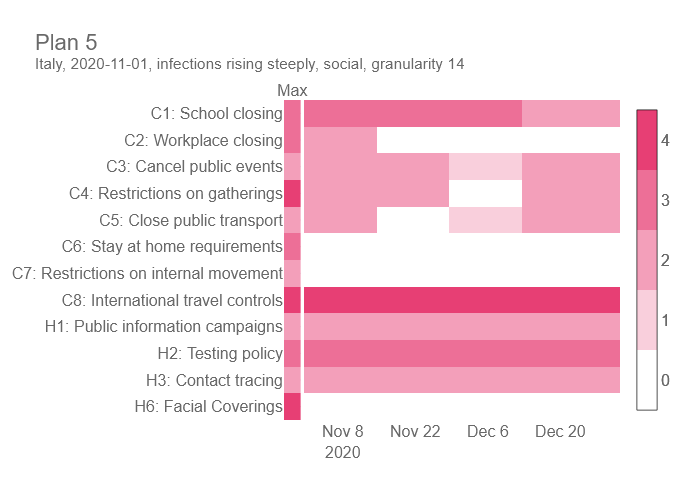 Plan 5
Italy, 2020-11-01, infections rising steeply, social, granularity 14
Max
C1: School closing
C2: Workplace closing
C3: Cancel public events
C4: Restrictions on gatherings
C5: Close public transport
C6: Stay at home requirements
C7: Restrictions on internal movement
C8: International travel controls
H1: Public information campaigns
H2: Testing policy
H3: Contact tracing
H6: Facial Coverings
Nov 8 Nov 22 Dec 6 Dec 20
2020
4
3
2
1
0